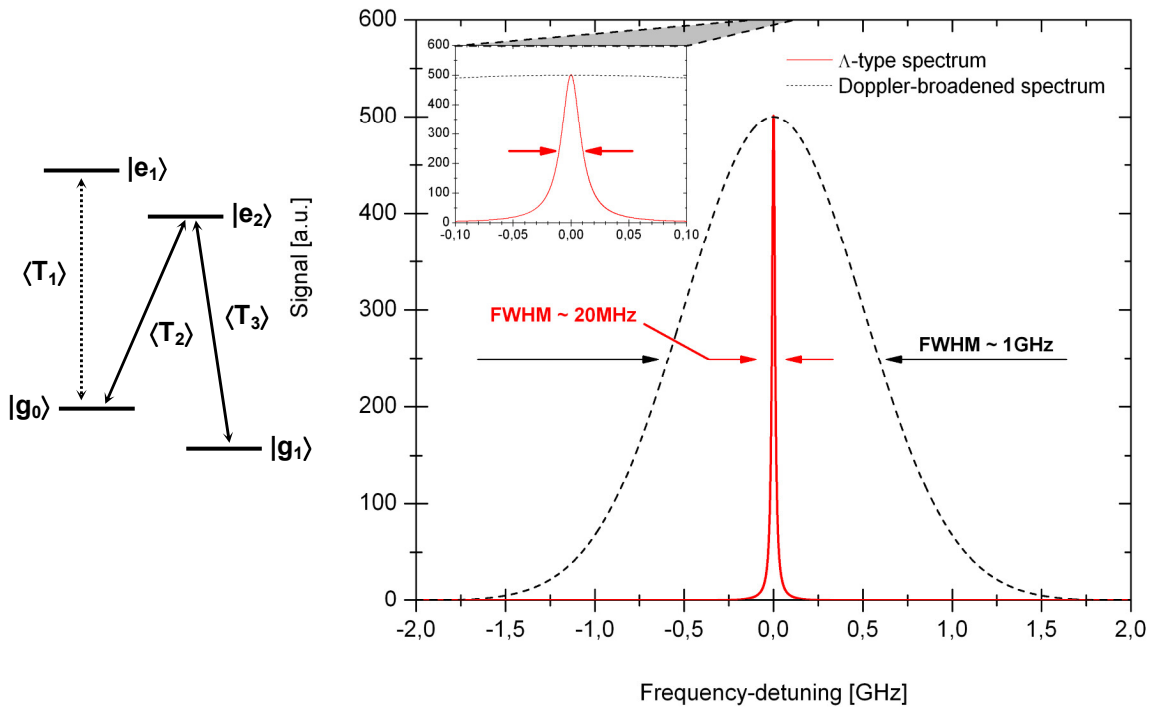 |e₁⟩
|e₂⟩
⟨T₁⟩
⟨T₂⟩
⟨T₃⟩
|g₀⟩
|g₁⟩
Signal [a.u.]
600
500
400
300
200
100
0
-2,0
-1,5
-1,0
-0,5
0,0
0,5
1,0
1,5
2,0
Frequency-detuning [GHz]
600
500
400
300
200
100
0
-0,10
-0,05
0,00
0,05
0,10
Λ-type spectrum
Doppler-broadened spectrum
FWHM ~ 20MHz
FWHM ~ 1GHz